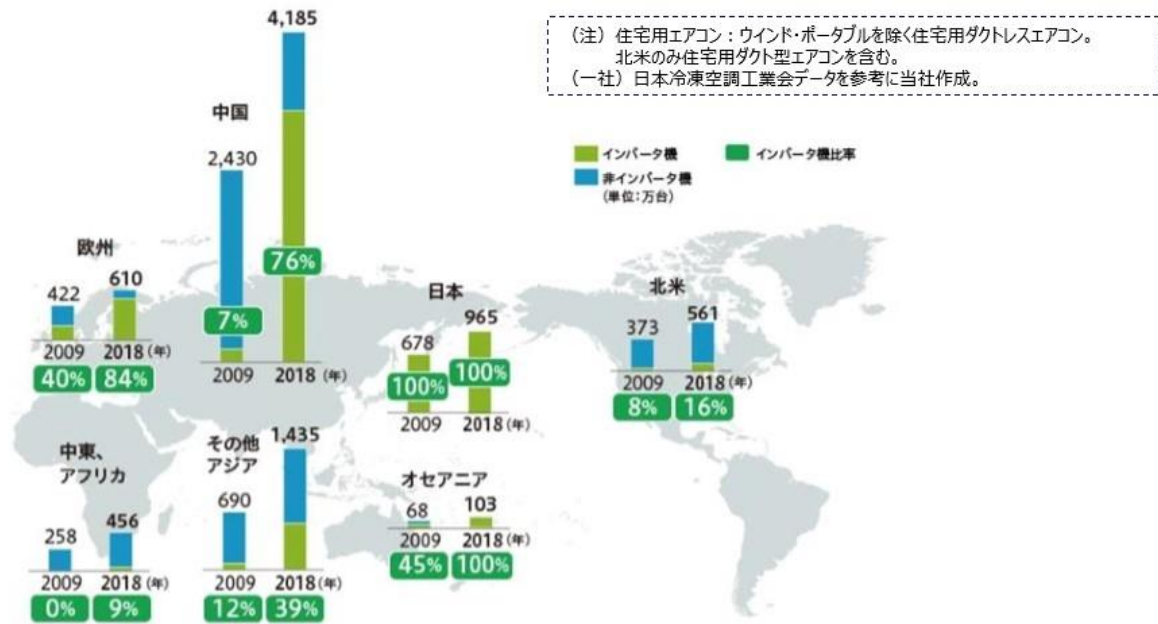 (注) 住宅用エアコン:ウインド・ポータブルを除く住宅用ダクトレスエアコン。
北米のみ住宅用ダクト型エアコンを含む。
(一社) 日本冷凍空調工業会データを参考に当社作成。
インバータ機
インバータ機比率
非インバータ機
(単位:万台)
中国
2,430
4,185
7%
76%
2009
2018(年)
欧州
422
610
2009
2018(年)
40%
84%
日本
678
965
100%
100%
2009
2018(年)
北米
373
561
2009
2018(年)
8%
16%
中東、
アフリカ
258
456
2009
2018(年)
0%
9%
その他
アジア
690
1,435
2009
2018(年)
12%
39%
オセアニア
68
103
2009
2018(年)
45%
100%